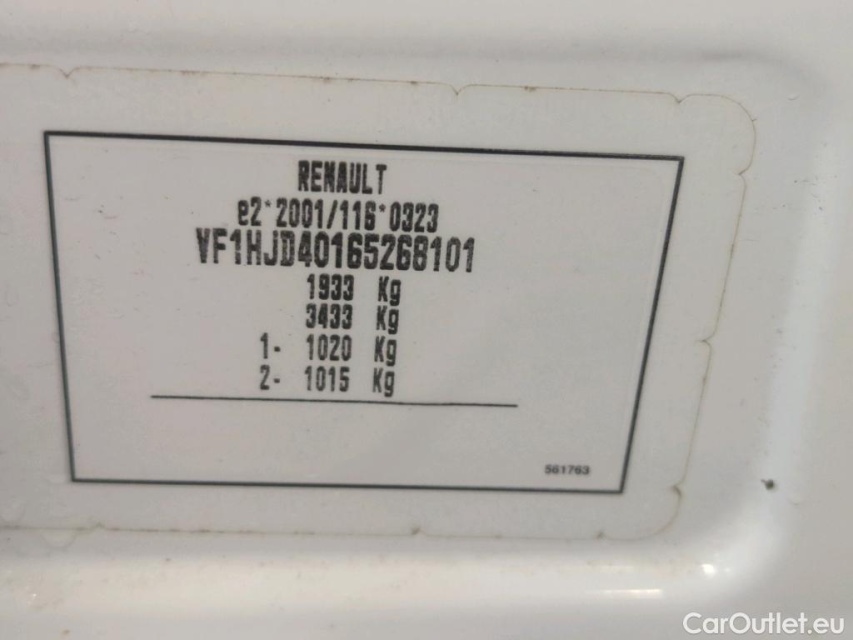 RENAULT
e2*2001/116*0323
VF1HJD40165268101
1933 Kg
3433 Kg
1- 1020 Kg
2- 1015 Kg
561763
CarOutlet.eu